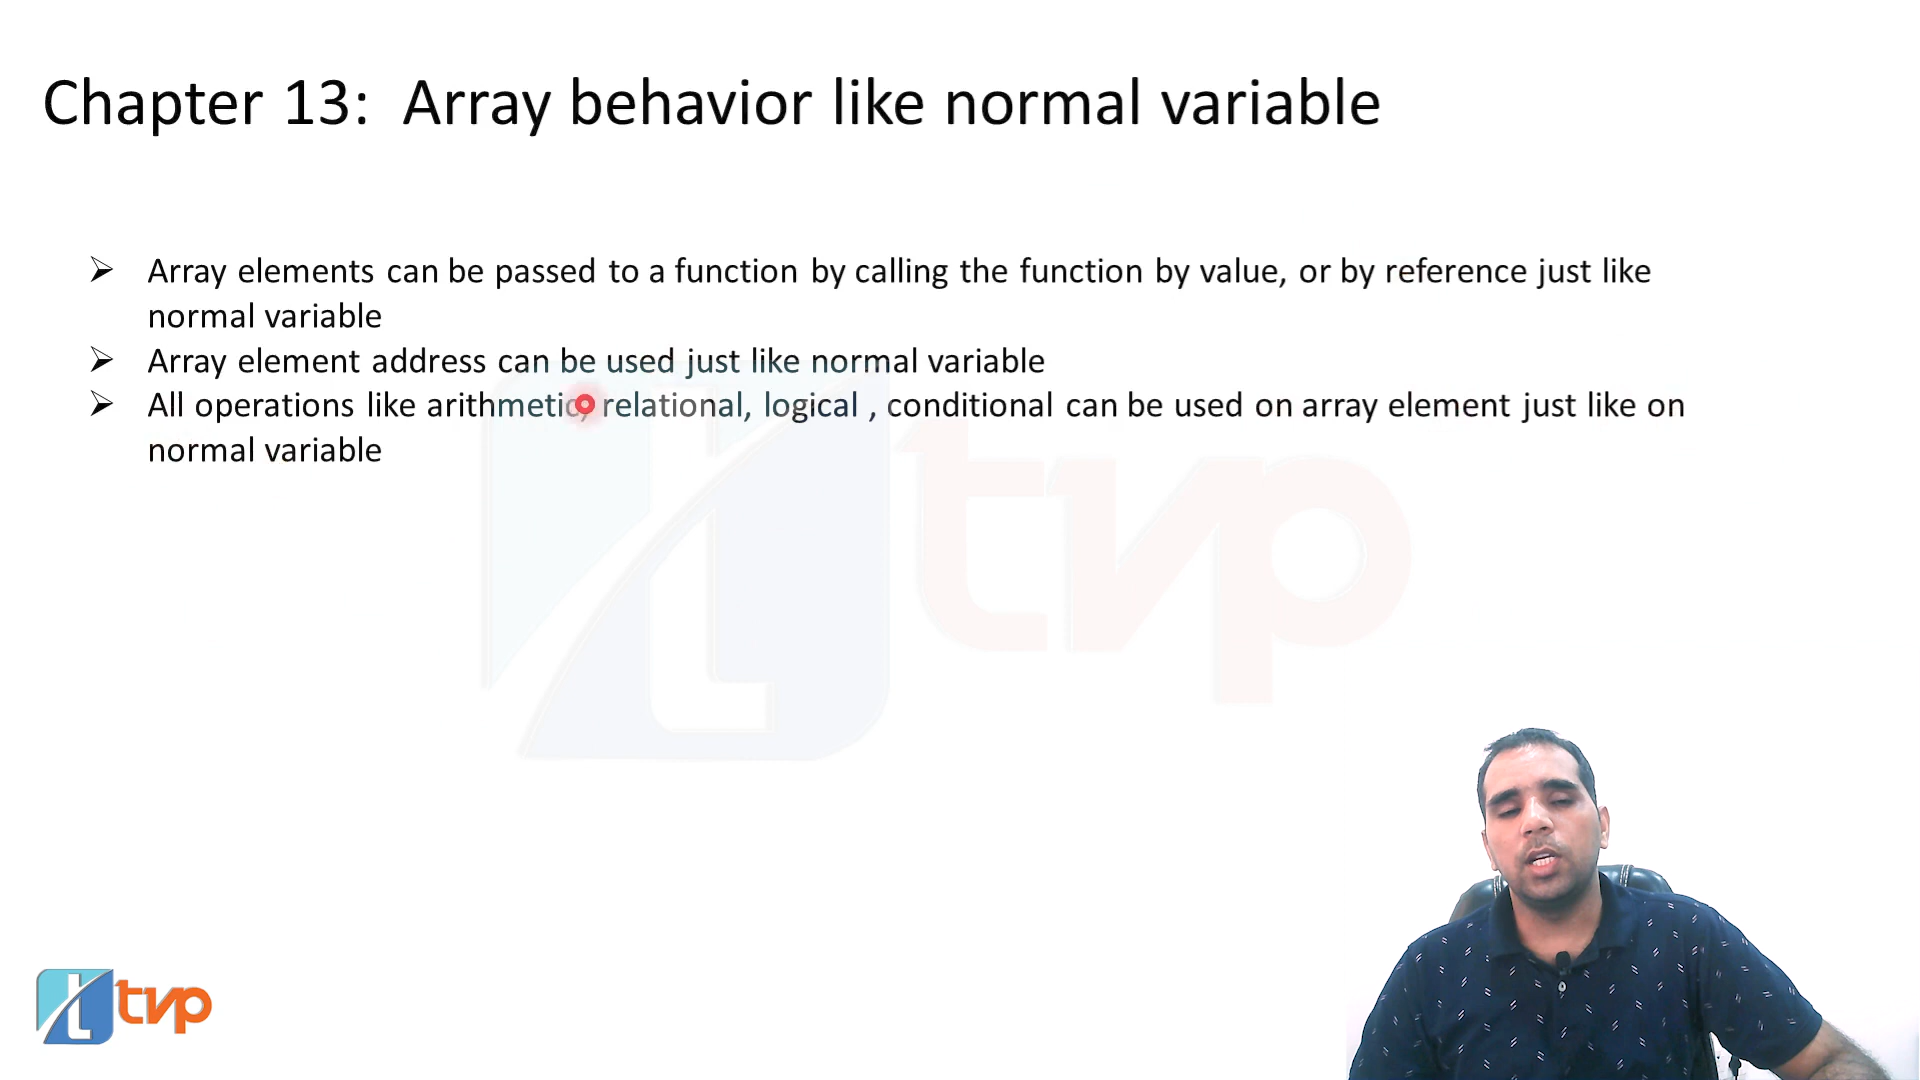 Chapter 13:  Array behavior like normal variable
➢ Array elements can be passed to a function by calling the function by value, or by reference just like
normal variable
➢ Array element address can be used just like normal variable
➢ All operations like arithmetic, relational, logical , conditional can be used on array element just like on
normal variable
tvp
t tvp